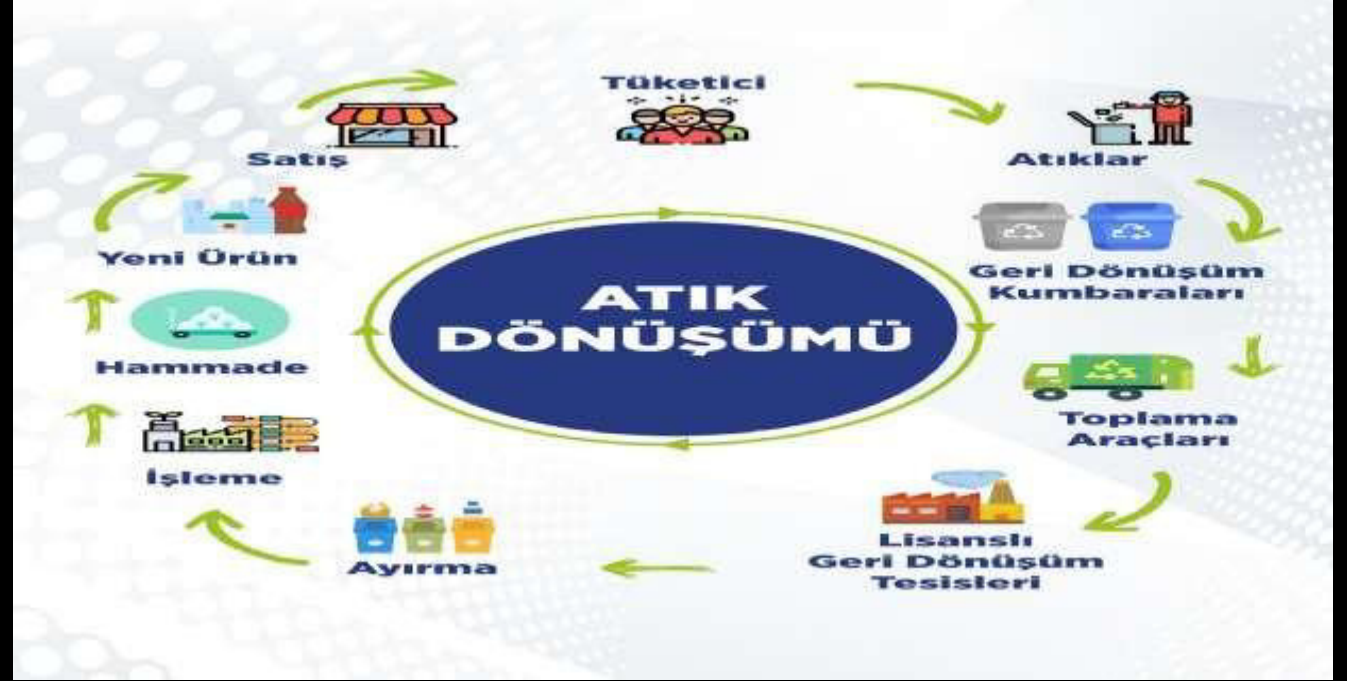 Tüketici
Atıklar
Geri Dönüşüm
Kumbaraları
Toplama
Araçları
Lisanslı
Geri Dönüşüm
Tesisleri
Ayırma
İşleme
Hammade
Yeni Ürün
Satış
ATIK
DÖNÜŞÜMÜ